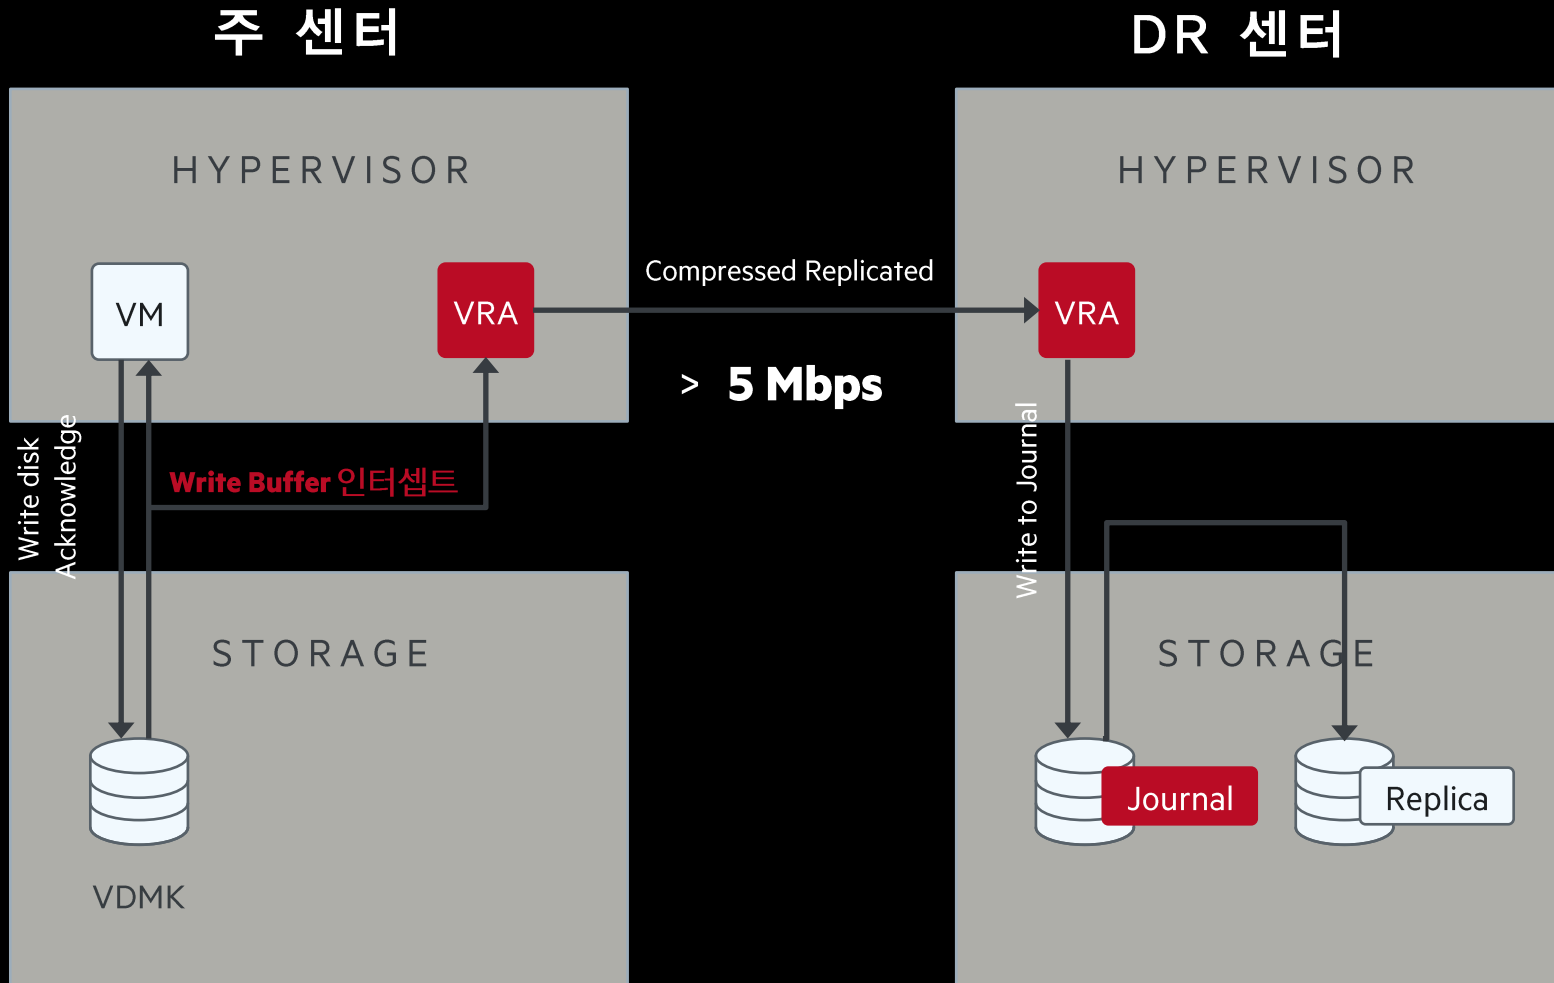 주 센터
DR 센터
HYPERVISOR
HYPERVISOR
VM
VRA
Compressed Replicated
VRA
> 5 Mbps
Write disk
Acknowledge
Write Buffer 인터셉트
Write to Journal
STORAGE
STORAGE
Journal
Replica
VDMK